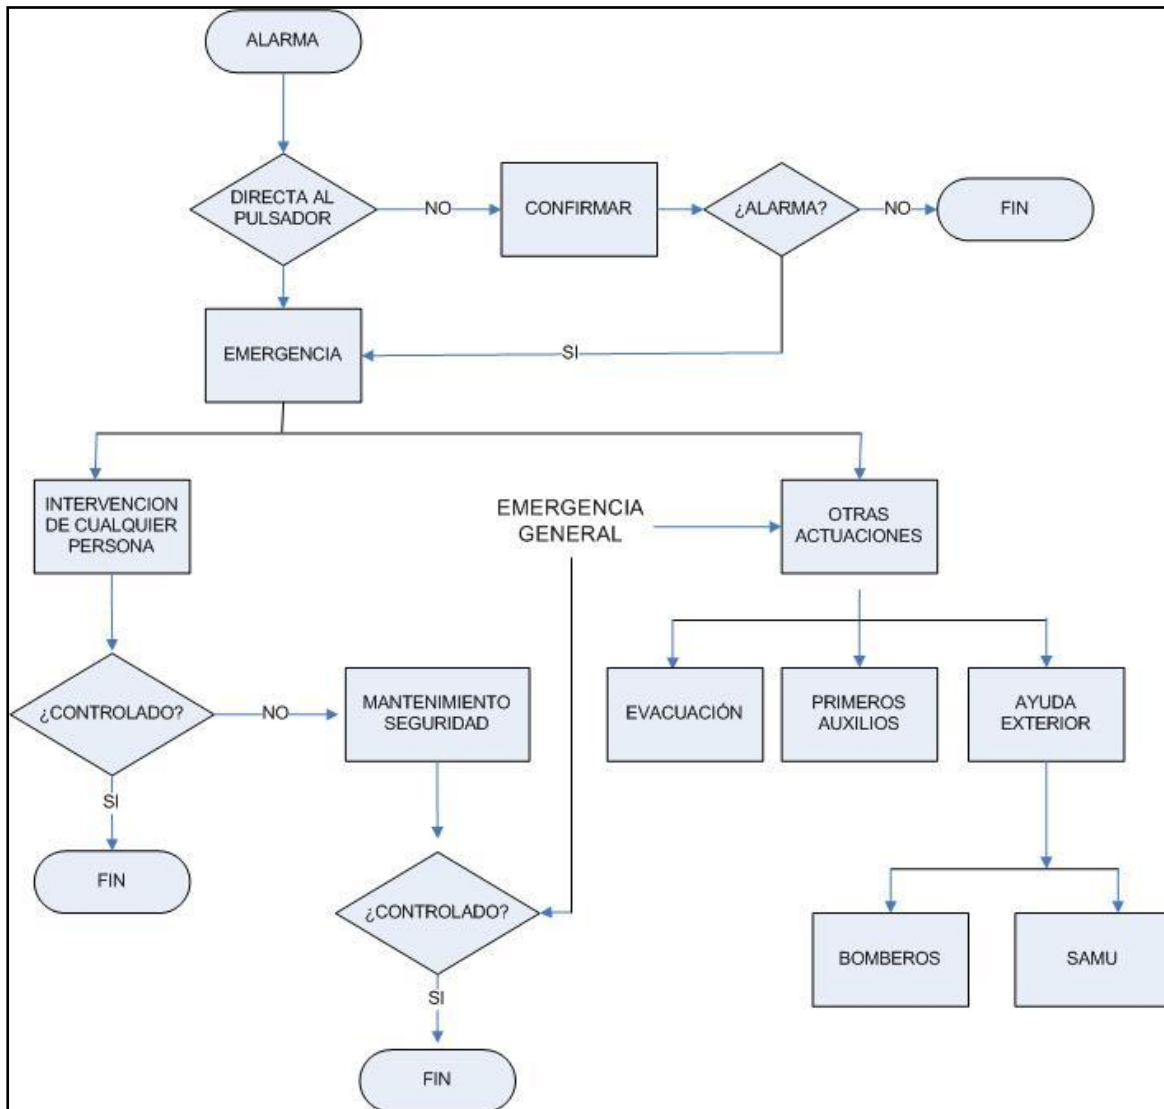 ALARMA
DIRECTA AL
PULSADOR
NO
CONFIRMAR
¿ALARMA?
NO
FIN
EMERGENCIA
SI
INTERVENCION
DE CUALQUIER
PERSONA
EMERGENCIA
GENERAL
OTRAS
ACTUACIONES
¿CONTROLADO?
NO
MANTENIMIENTO
SEGURIDAD
EVACUACIÓN
PRIMEROS
AUXILIOS
AYUDA
EXTERIOR
SI
FIN
¿CONTROLADO?
BOMBEROS
SAMU
SI
FIN